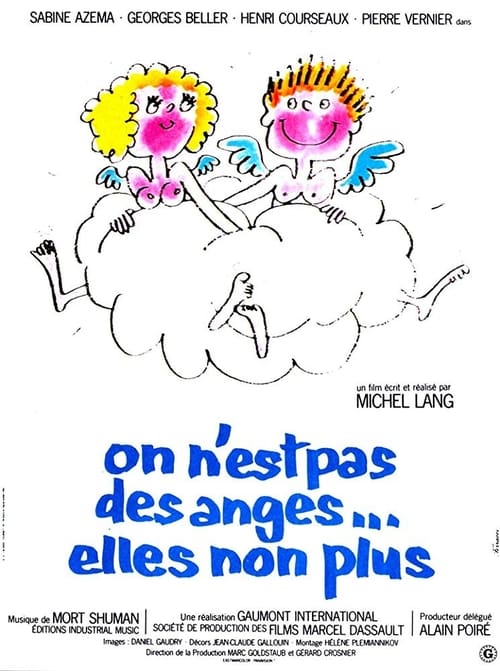 SABINE AZEMA - GEORGES BELLER - HENRI COURSEAUX - PIERRE VERNIER dans
un film écrit et réalisé par
MICHEL LANG
on n'est pas
des anges...
elles non plus
Musique de MORT SHUMAN
ÉDITIONS INDUSTRIAL MUSIC
Une réalisation GAUMONT INTERNATIONAL
SOCIÉTÉ DE PRODUCTION DES FILMS MARCEL DASSAULT
Producteur délégué
ALAIN POIRÉ
Images : DANIEL GAUDRY - Décors JEAN-CLAUDE GALLOUIN - Montage HÉLÈNE PLEMIANNIKOV
Direction de la Production MARC GOLDSTAUB et GÉRARD CROSNIER
G